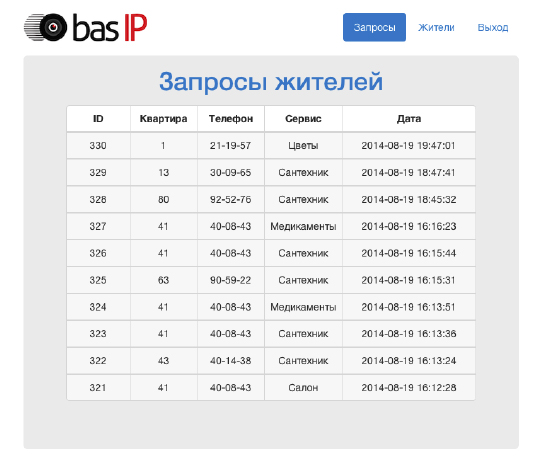 bas IP
Запросы Жители Выход
Запросы жителей
ID Квартира Телефон Сервис Дата
330 1 21-19-57 Цветы 2014-08-19 19:47:01
329 13 30-09-65 Сантехник 2014-08-19 18:47:41
328 80 92-52-76 Сантехник 2014-08-19 18:45:32
327 41 40-08-43 Медикаменты 2014-08-19 16:16:23
326 41 40-08-43 Сантехник 2014-08-19 16:15:44
325 63 90-59-22 Сантехник 2014-08-19 16:15:31
324 41 40-08-43 Медикаменты 2014-08-19 16:13:51
323 41 40-08-43 Сантехник 2014-08-19 16:13:36
322 43 40-14-38 Сантехник 2014-08-19 16:13:24
321 41 40-08-43 Салон 2014-08-19 16:12:28